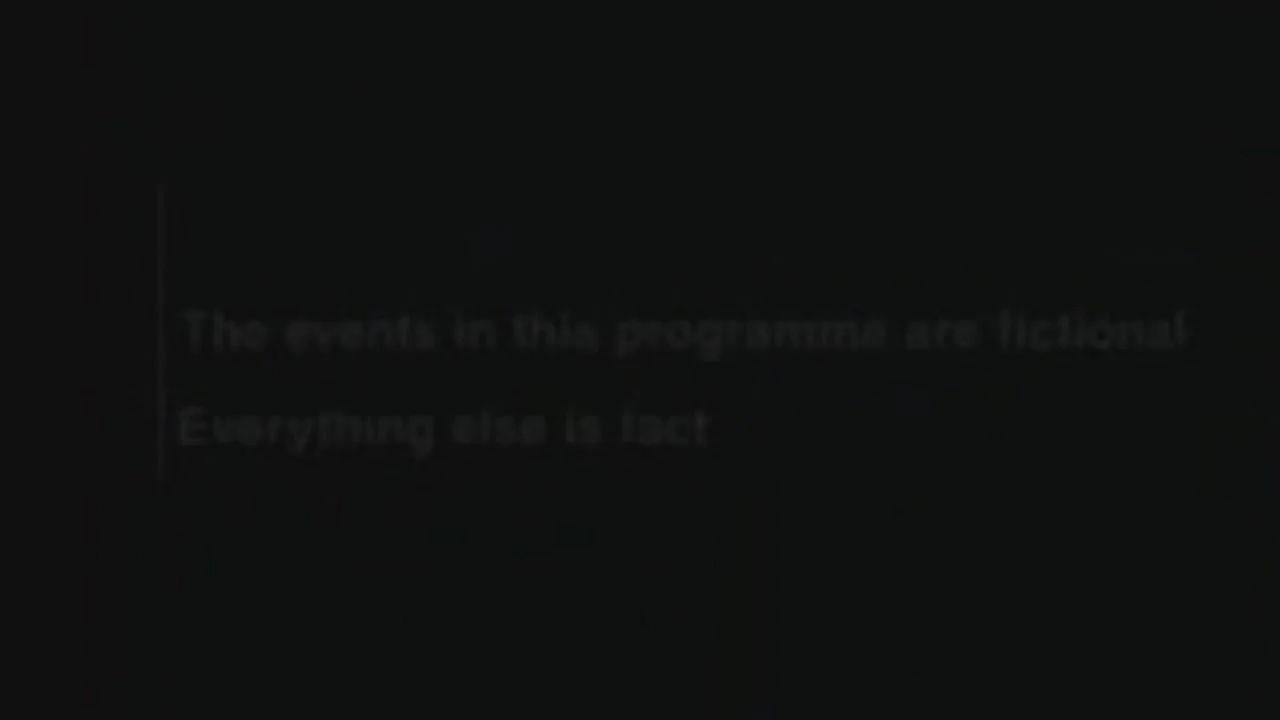 The events in this programme are fictional
Everything else is fact